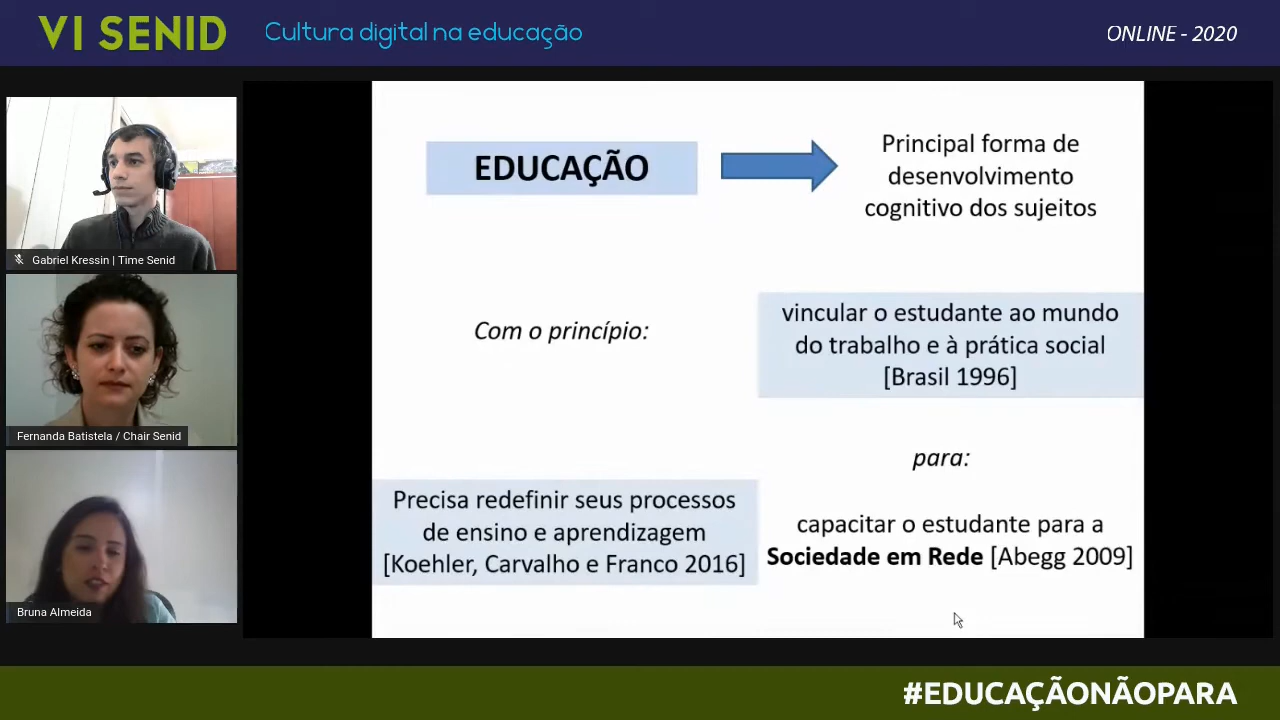 VI SENID
Cultura digital na educação
ONLINE - 2020
Gabriel Kressin | Time Senid
Fernanda Batistela / Chair Senid
Bruna Almeida
EDUCAÇÃO
Principal forma de
desenvolvimento
cognitivo dos sujeitos
Com o princípio:
vincular o estudante ao mundo
do trabalho e à prática social
[Brasil 1996]
para:
Precisa redefinir seus processos
de ensino e aprendizagem
[Koehler, Carvalho e Franco 2016]
capacitar o estudante para a
Sociedade em Rede [Abegg 2009]
#EDUCAÇÃONÃOPARA